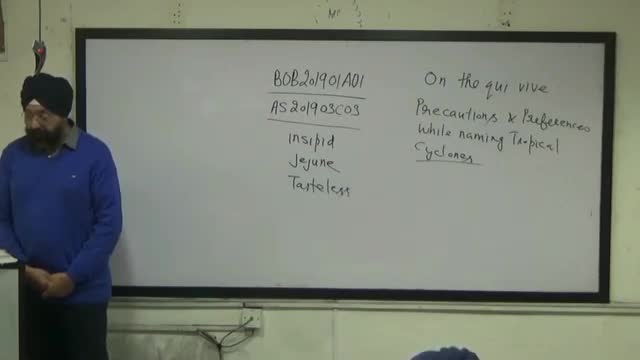 BOB201901A01
AS201903C03
insipid
Jejune
Tasteless
On the qui vive
Precautions & Preferences
while naming Tropical
Cyclones